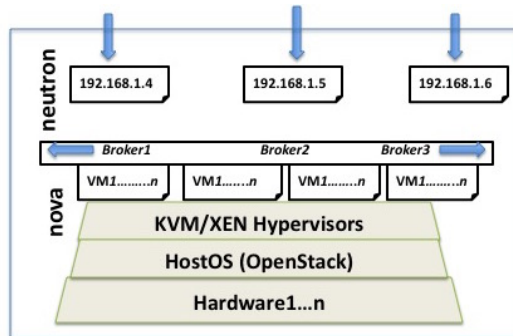 neutron
192.168.1.4
192.168.1.5
192.168.1.6
Broker1
Broker2
Broker3
nova
VM1........n
VM1.......n
VM1........n
VM1........n
KVM/XEN Hypervisors
HostOS (OpenStack)
Hardware1...n